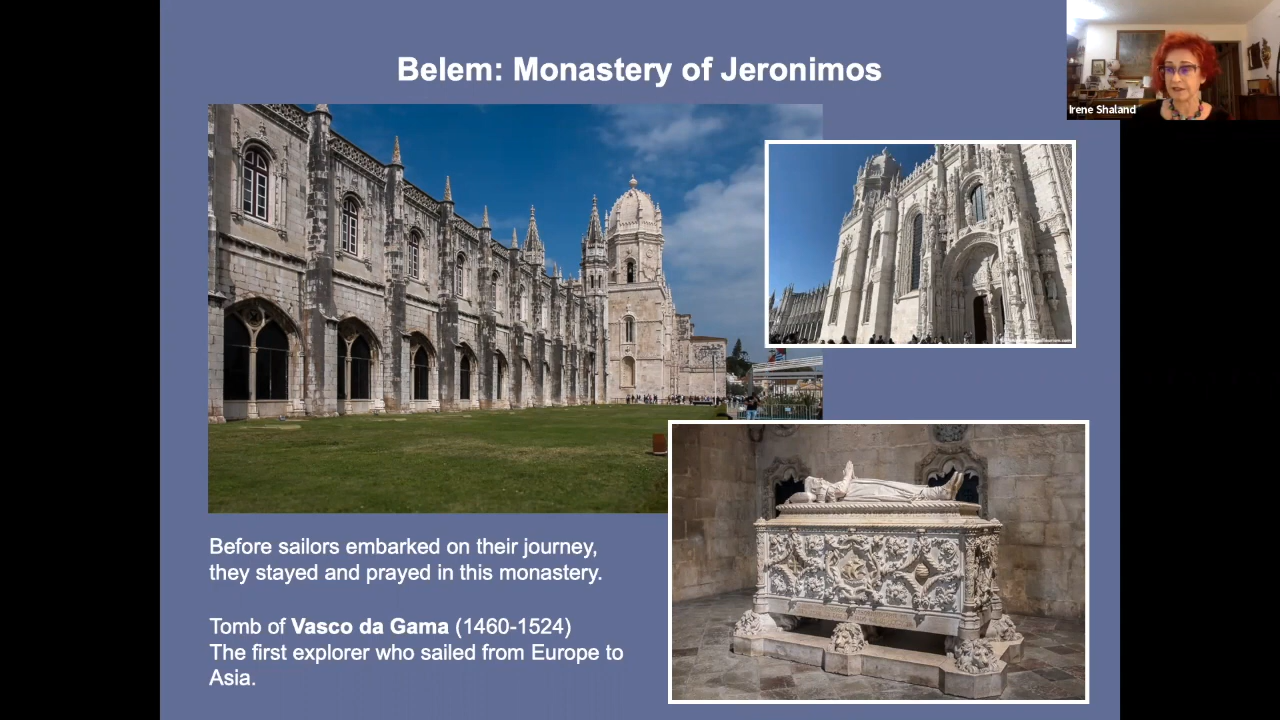 Belem: Monastery of Jeronimos
Irene Shaland
Before sailors embarked on their journey,
they stayed and prayed in this monastery.
Tomb of Vasco da Gama (1460-1524)
The first explorer who sailed from Europe to
Asia.